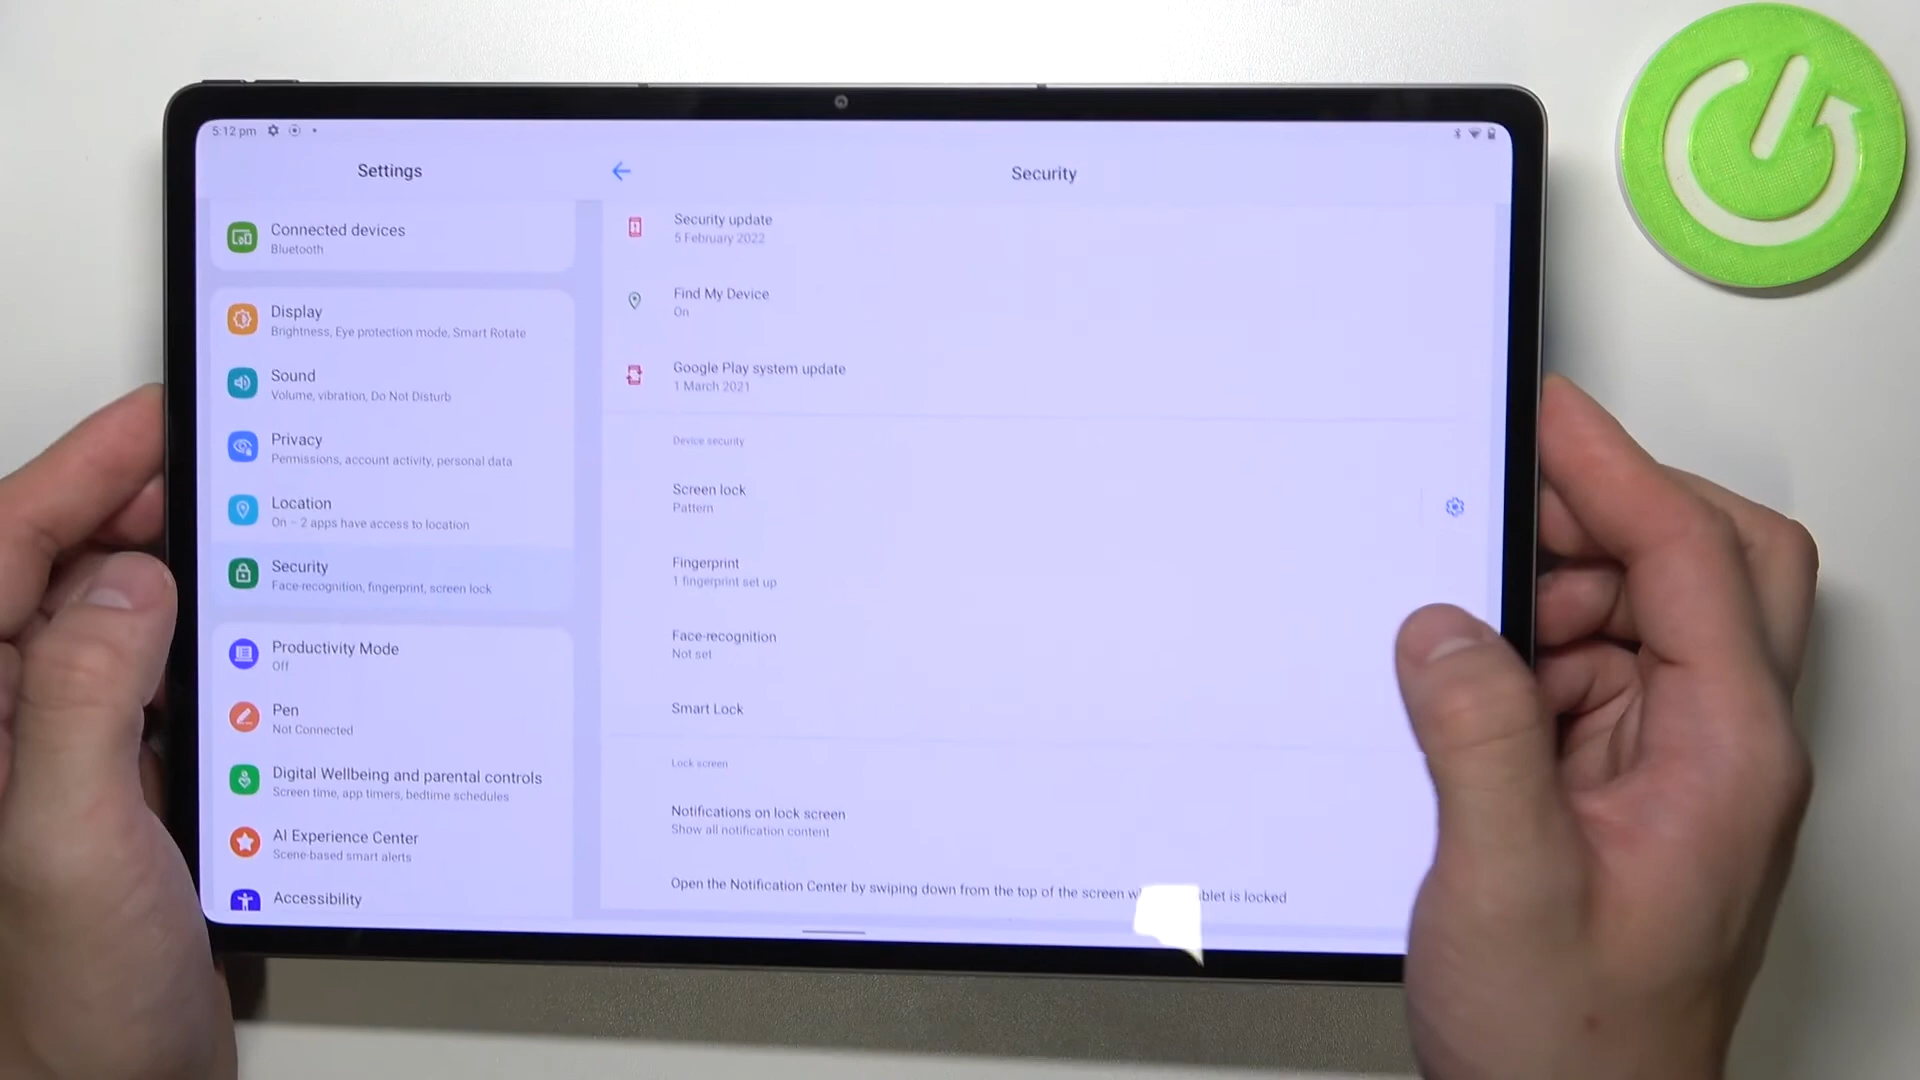 5:12 pm
Settings
Connected devices
Bluetooth
Display
Brightness, Eye protection mode, Smart Rotate
Sound
Volume, vibration, Do Not Disturb
Privacy
Permissions, account activity, personal data
Location
On – 2 apps have access to location
Security
Face-recognition, fingerprint, screen lock
Productivity Mode
Off
Pen
Not Connected
Digital Wellbeing and parental controls
Screen time, app timers, bedtime schedules
AI Experience Center
Scene-based smart alerts
Accessibility
Security
Security update
5 February 2022
Find My Device
On
Google Play system update
1 March 2021
Device security
Screen lock
Pattern
Fingerprint
1 fingerprint set up
Face-recognition
Not set
Smart Lock
Lock screen
Notifications on lock screen
Show all notification content
Open the Notification Center by swiping down from the top of the screen is locked